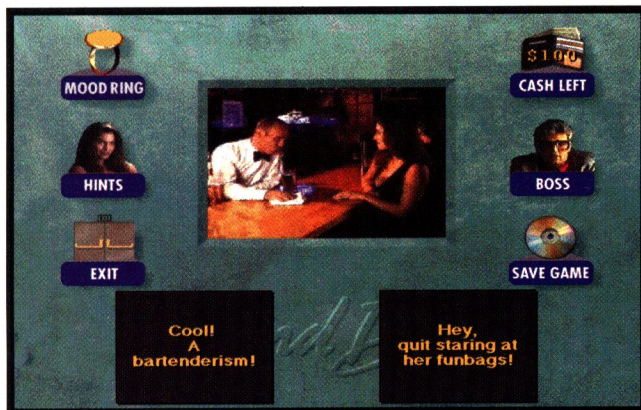 MOOD RING
$100
CASH LEFT
HINTS
BOSS
EXIT
SAVE GAME
Cool!
A
bartenderism!
Hey,
quit staring at
her funbags!